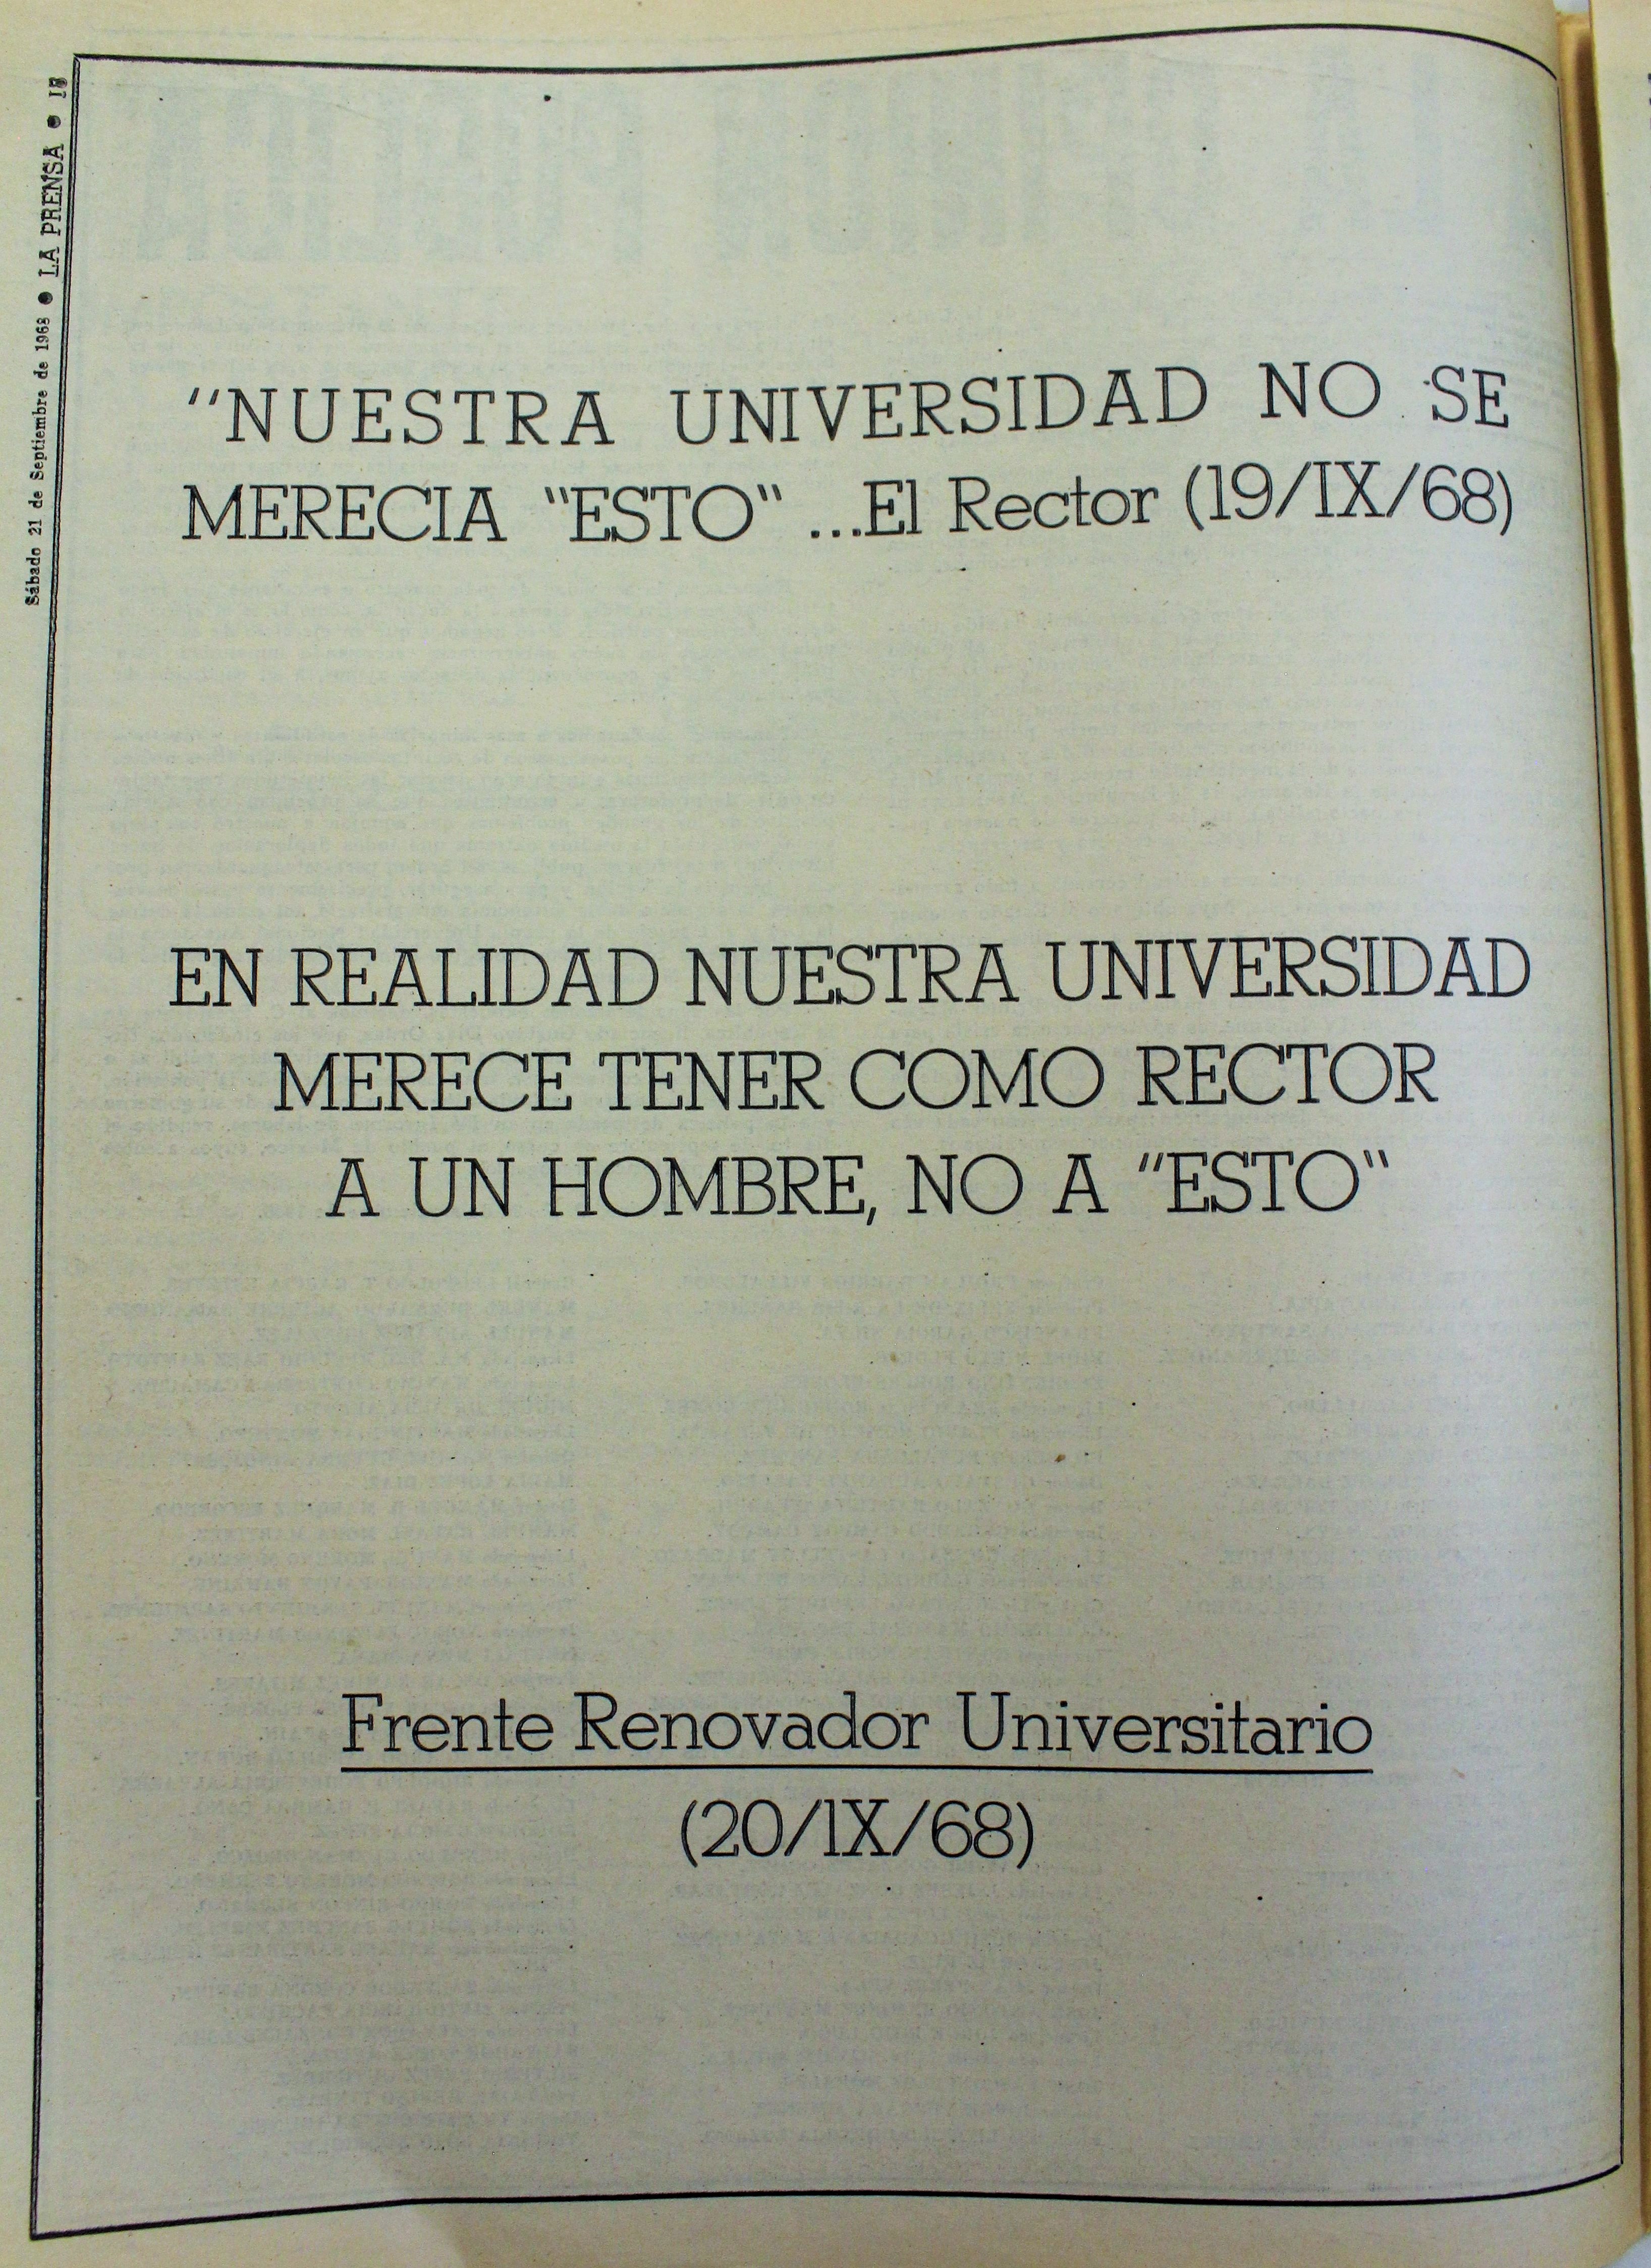 Sábado 21 de Septiembre de 1968 ● LA PRENSA ● 18
"NUESTRA UNIVERSIDAD NO SE
MERECIA "ESTO" ...El Rector (19/IX/68)
EN REALIDAD NUESTRA UNIVERSIDAD
MERECE TENER COMO RECTOR
A UN HOMBRE, NO A "ESTO"
Frente Renovador Universitario
(20/IX/68)